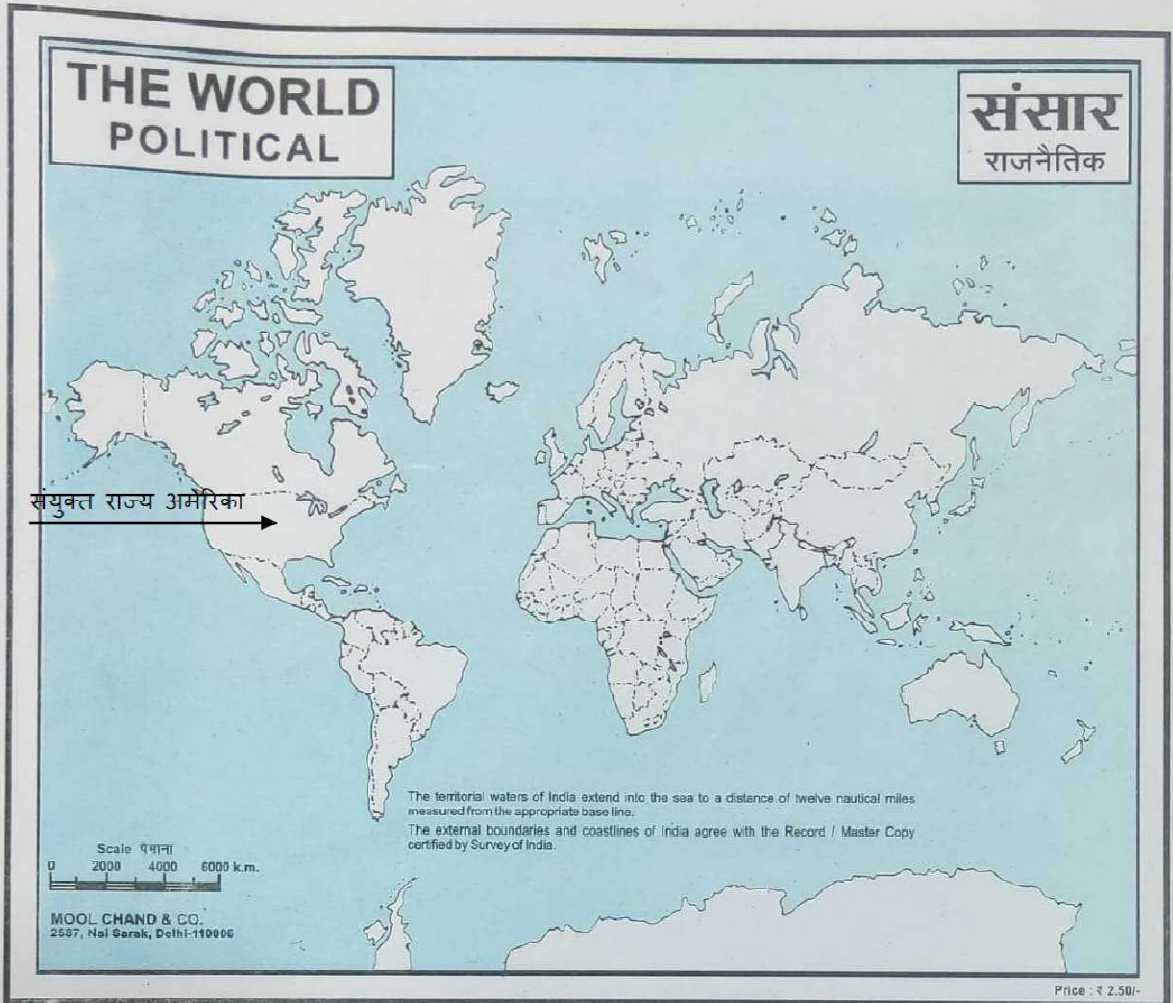 THE WORLD
POLITICAL
संसार
राजनैतिक
संयुक्त राज्य अमेरिका
The territorial waters of India extend into the sea to a distance of twelve nautical miles
measured from the appropriate base line.
The external boundaries and coastlines of India agree with the Record / Master Copy
certified by Survey of India.
Scale पैमाना
0 2000 4000 6000 k.m.
MOOL CHAND & CO.
2587, Nai Sarak, Delhi-110006
Price : ₹ 2.50/-